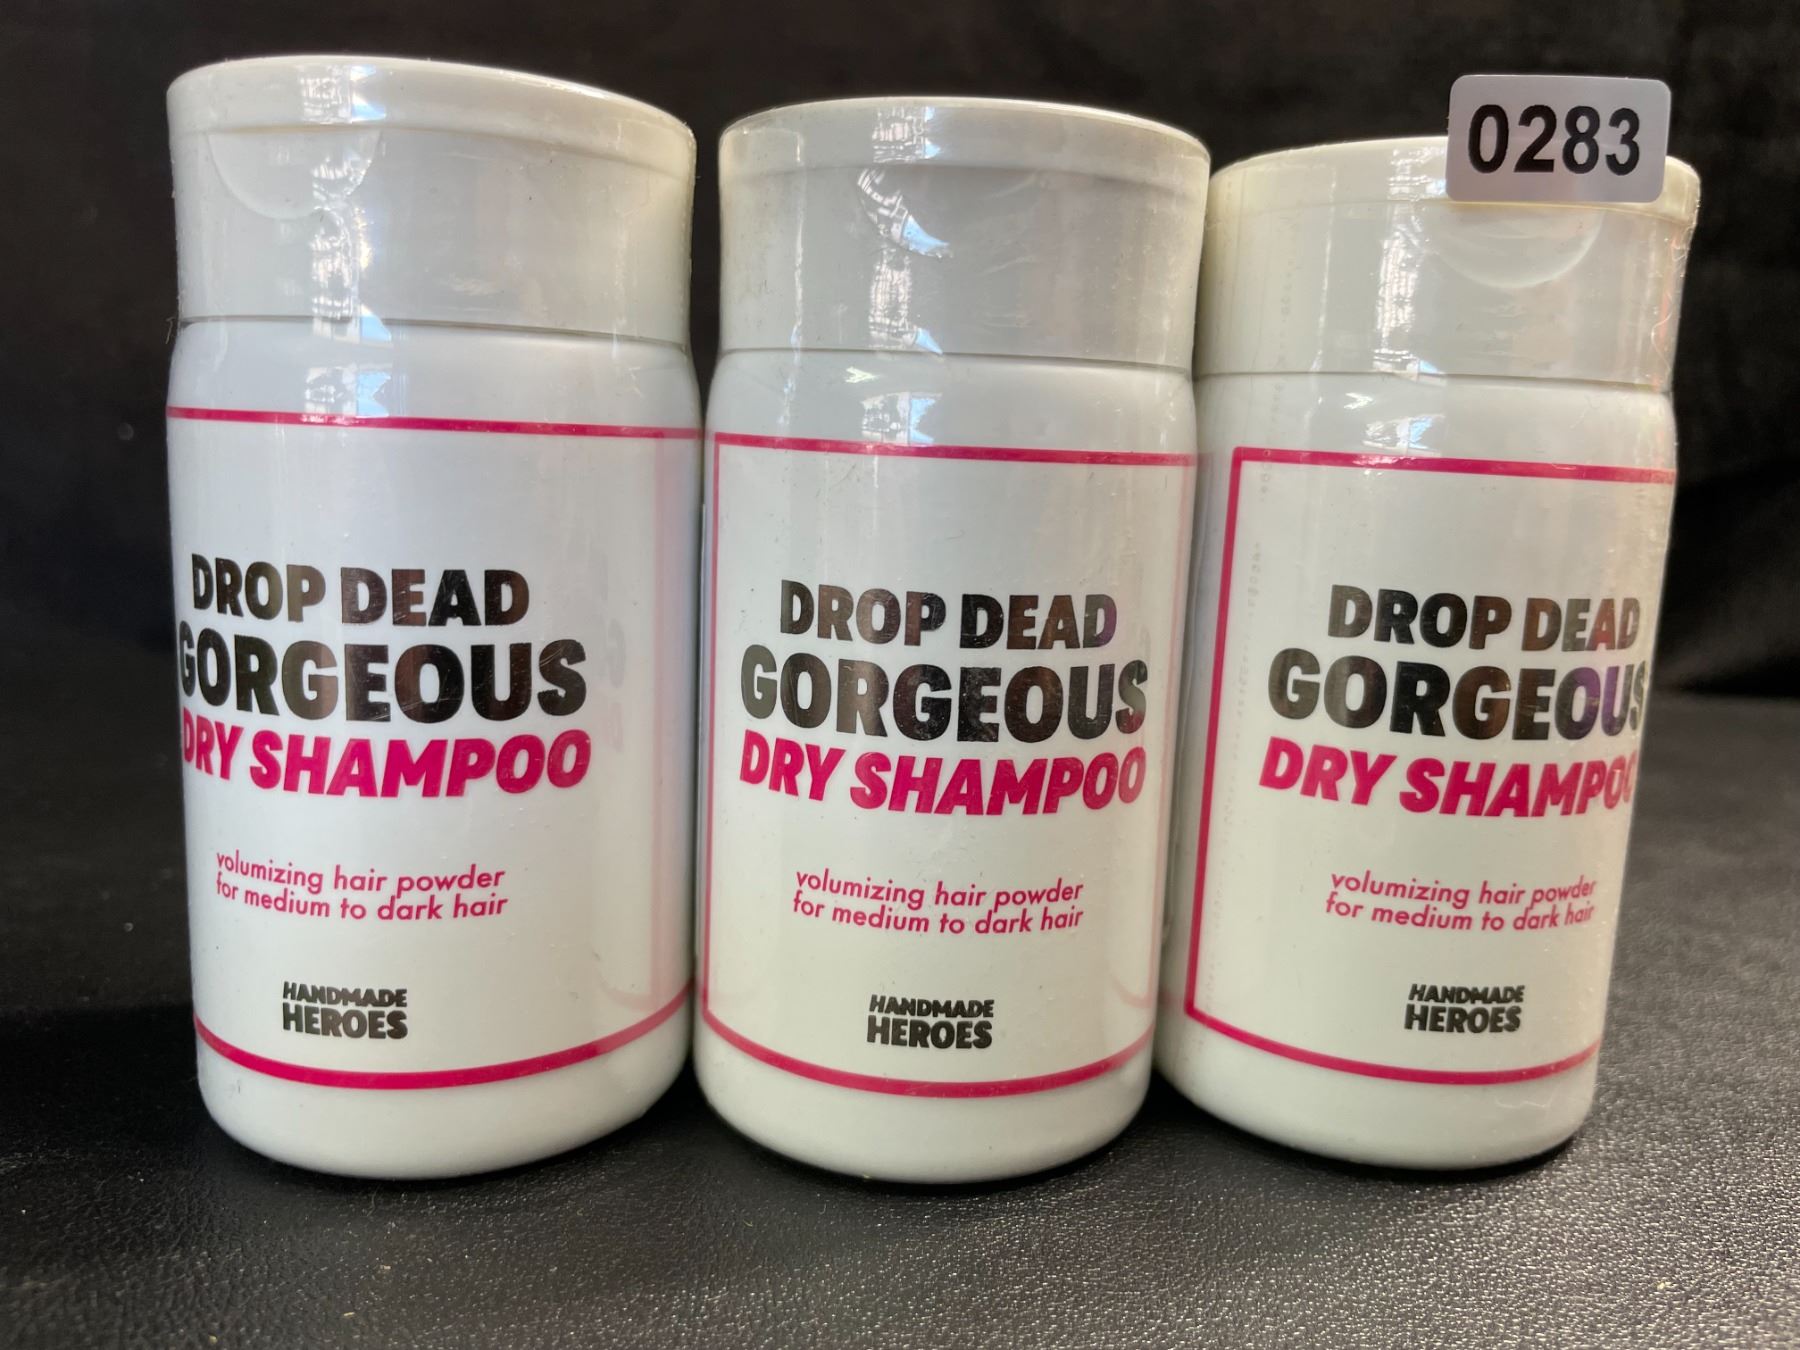 0283
DROP DEAD
GORGEOUS
DRY SHAMPOO
volumizing hair powder
for medium to dark hair
HANDMADE
HEROES
DROP DEAD
GORGEOUS
DRY SHAMPOO
volumizing hair powder
for medium to dark hair
HANDMADE
HEROES
DROP DEAD
GORGEOUS
DRY SHAMPOO
volumizing hair powder
for medium to dark hair
HANDMADE
HEROES